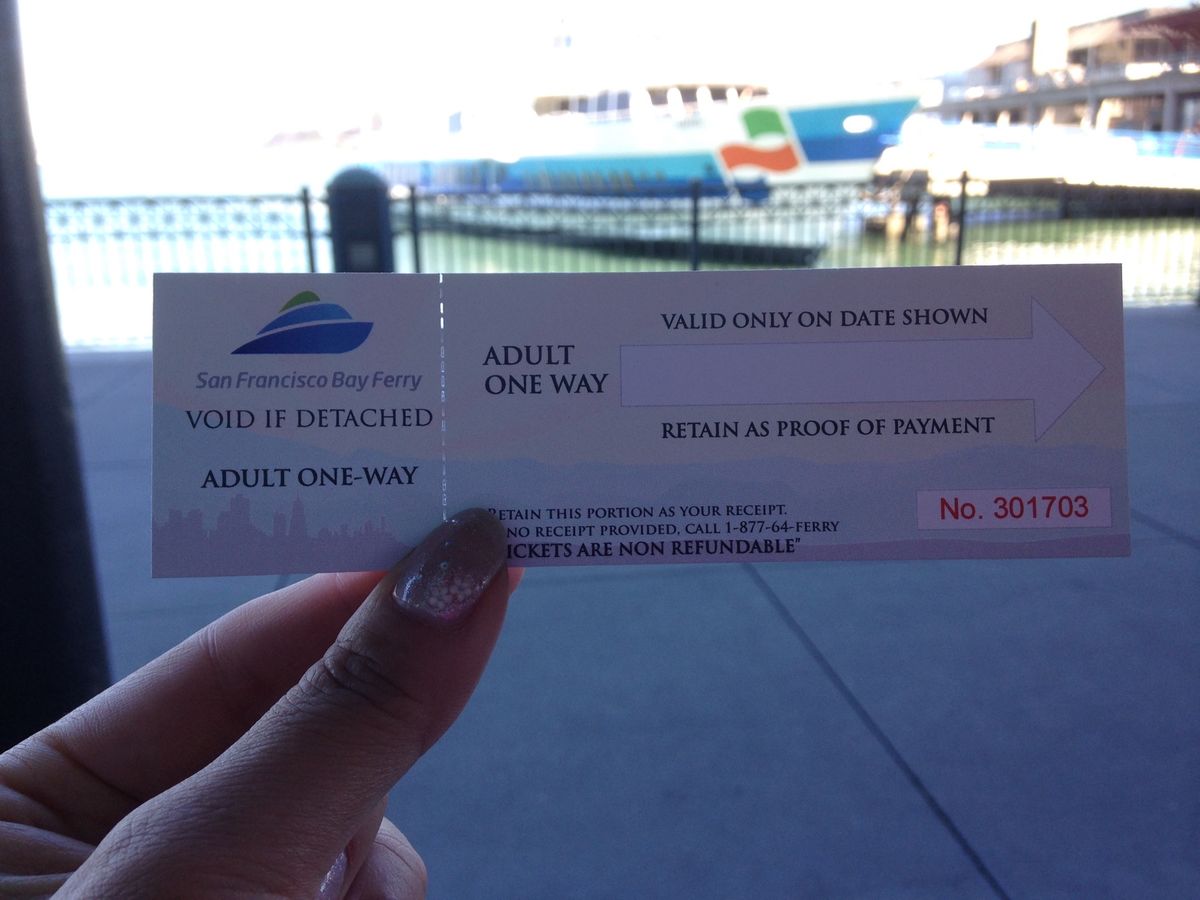 San Francisco Bay Ferry
VOID IF DETACHED
ADULT ONE-WAY
ADULT
ONE WAY
VALID ONLY ON DATE SHOWN
RETAIN AS PROOF OF PAYMENT
RETAIN THIS PORTION AS YOUR RECEIPT.
NO RECEIPT PROVIDED, CALL 1-877-64-FERRY
ICKETS ARE NON REFUNDABLE"
No. 301703